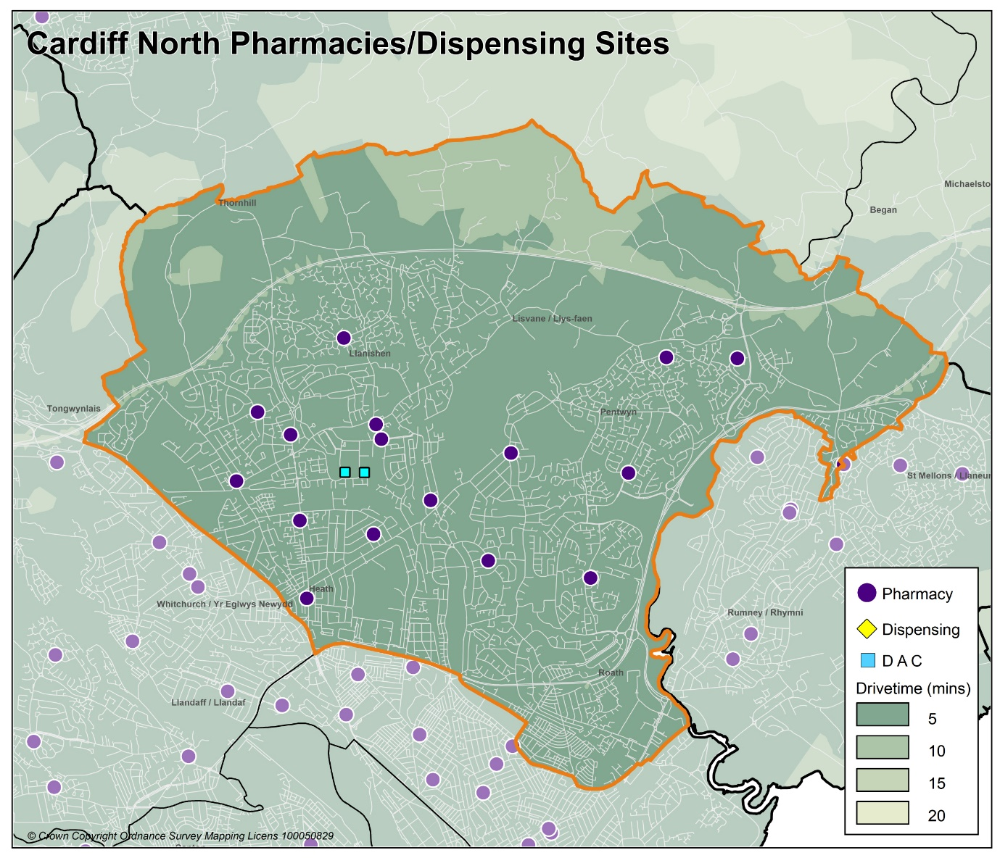 Cardiff North Pharmacies/Dispensing Sites
Michaelsto
Thornhill
Began
Lisvane / Llys-faen
Llanishen
Tongwynlais
Pentwyn
St Mellons / Llaneur
Heath
Whitchurch / Yr Eglwys Newydd
Rumney / Rhymni
Roath
Llandaff / Llandaf
Pharmacy
Dispensing
D A C
Drivetime (mins)
5
10
15
20
© Crown Copyright Ordnance Survey Mapping Licens 100050829